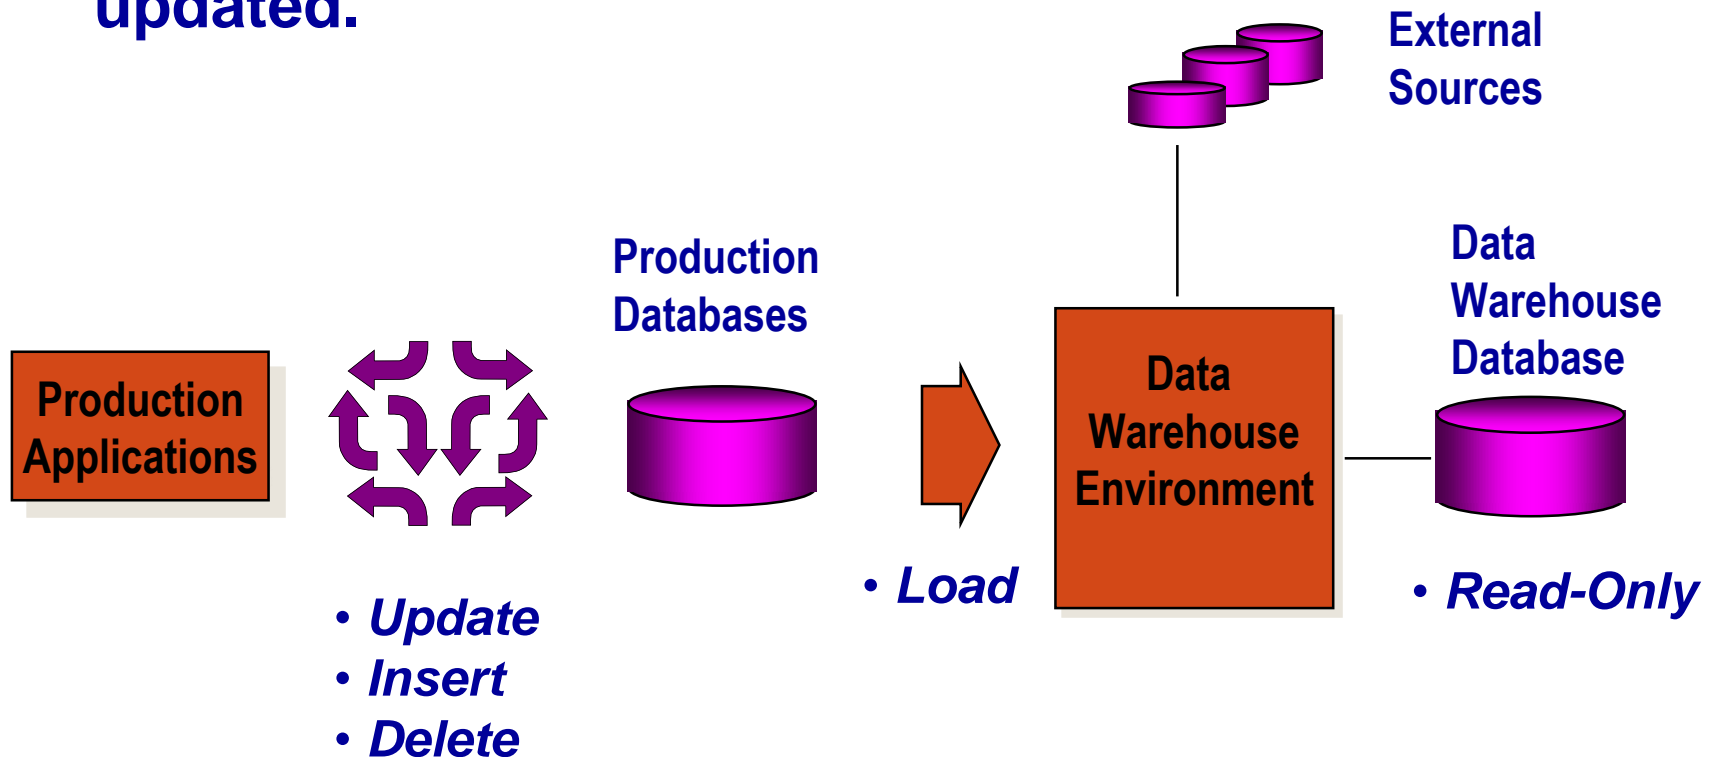 updated.
External
Sources
Production
Databases
Data
Warehouse
Database
Production
Applications
Data
Warehouse
Environment
• Load
• Read-Only
• Update
• Insert
• Delete